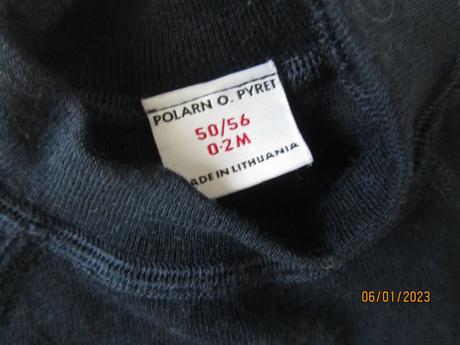 POLARN O. PYRET
50/56
0-2M
MADE IN LITHUANIA
06/01/2023